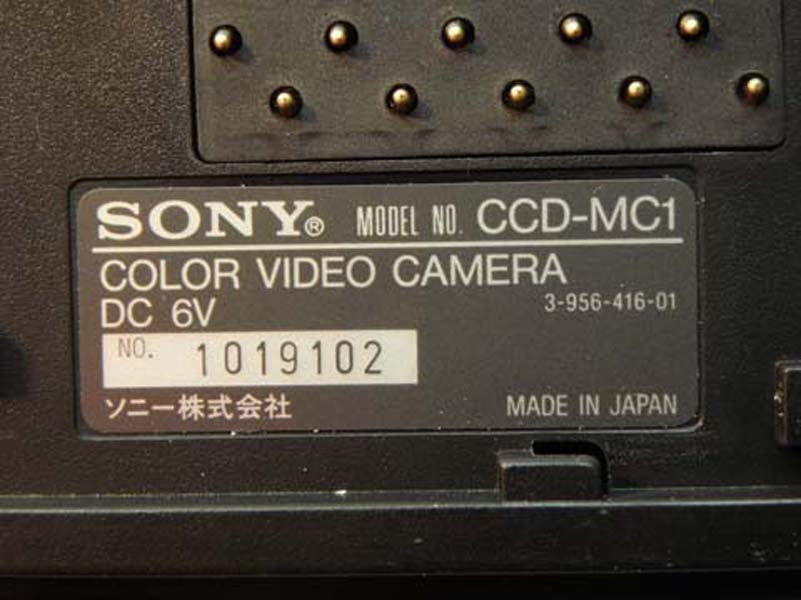 SONY® MODEL NO. CCD-MC1
COLOR VIDEO CAMERA
DC 6V 3-956-416-01
NO. 1019102
ソニー株式会社 MADE IN JAPAN